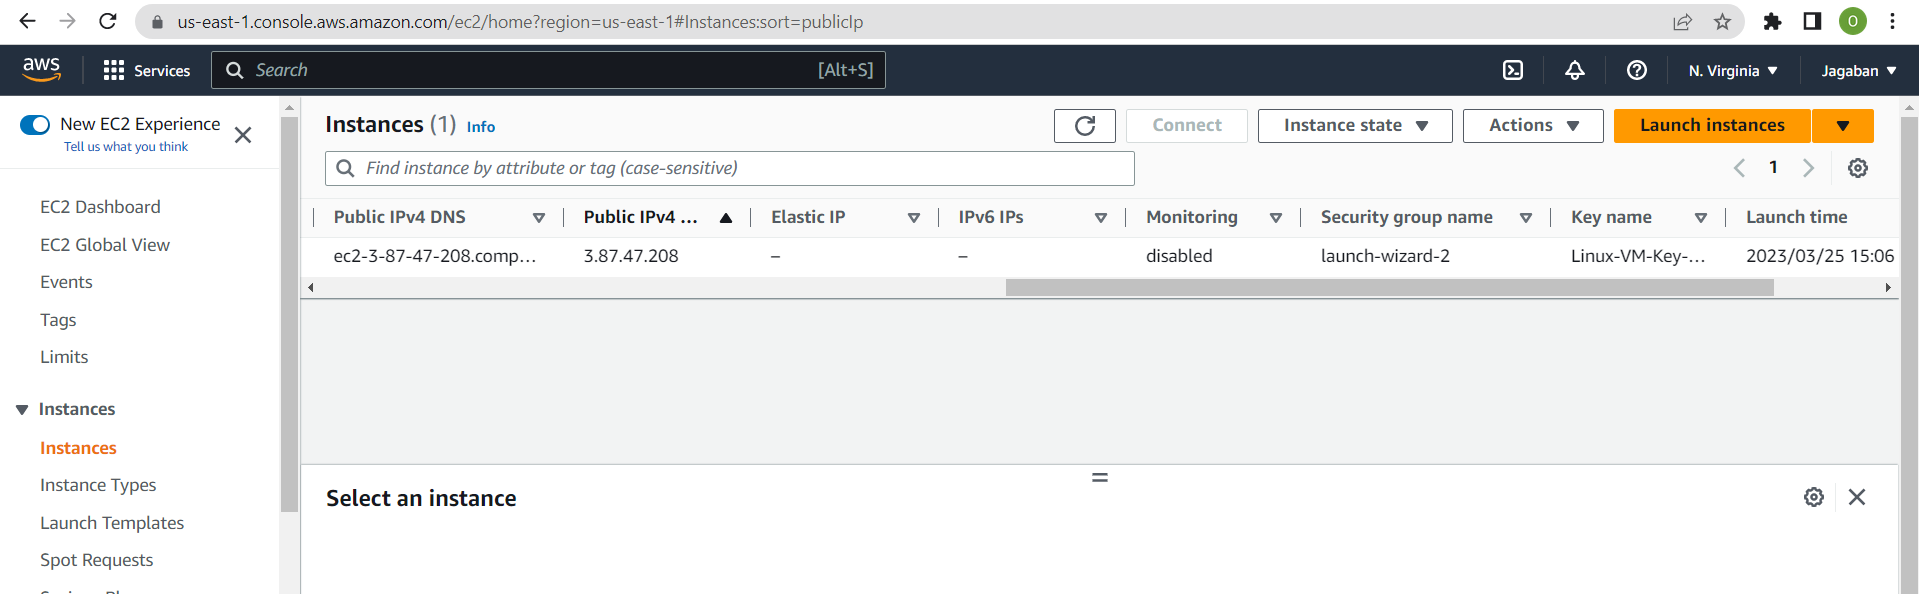 us-east-1.console.aws.amazon.com/ec2/home?region=us-east-1#Instances:sort=publicIp
O
aws
Services
Search
[Alt+S]
N. Virginia
Jagaban
New EC2 Experience
Tell us what you think
EC2 Dashboard
EC2 Global View
Events
Tags
Limits
Instances
Instances
Instance Types
Launch Templates
Spot Requests
Instances (1) Info
Connect
Instance state
Actions
Launch instances
Find instance by attribute or tag (case-sensitive)
1
Public IPv4 DNS Public IPv4 ... Elastic IP IPv6 IPs Monitoring Security group name Key name Launch time
ec2-3-87-47-208.comp... 3.87.47.208 – – disabled launch-wizard-2 Linux-VM-Key-... 2023/03/25 15:06
Select an instance